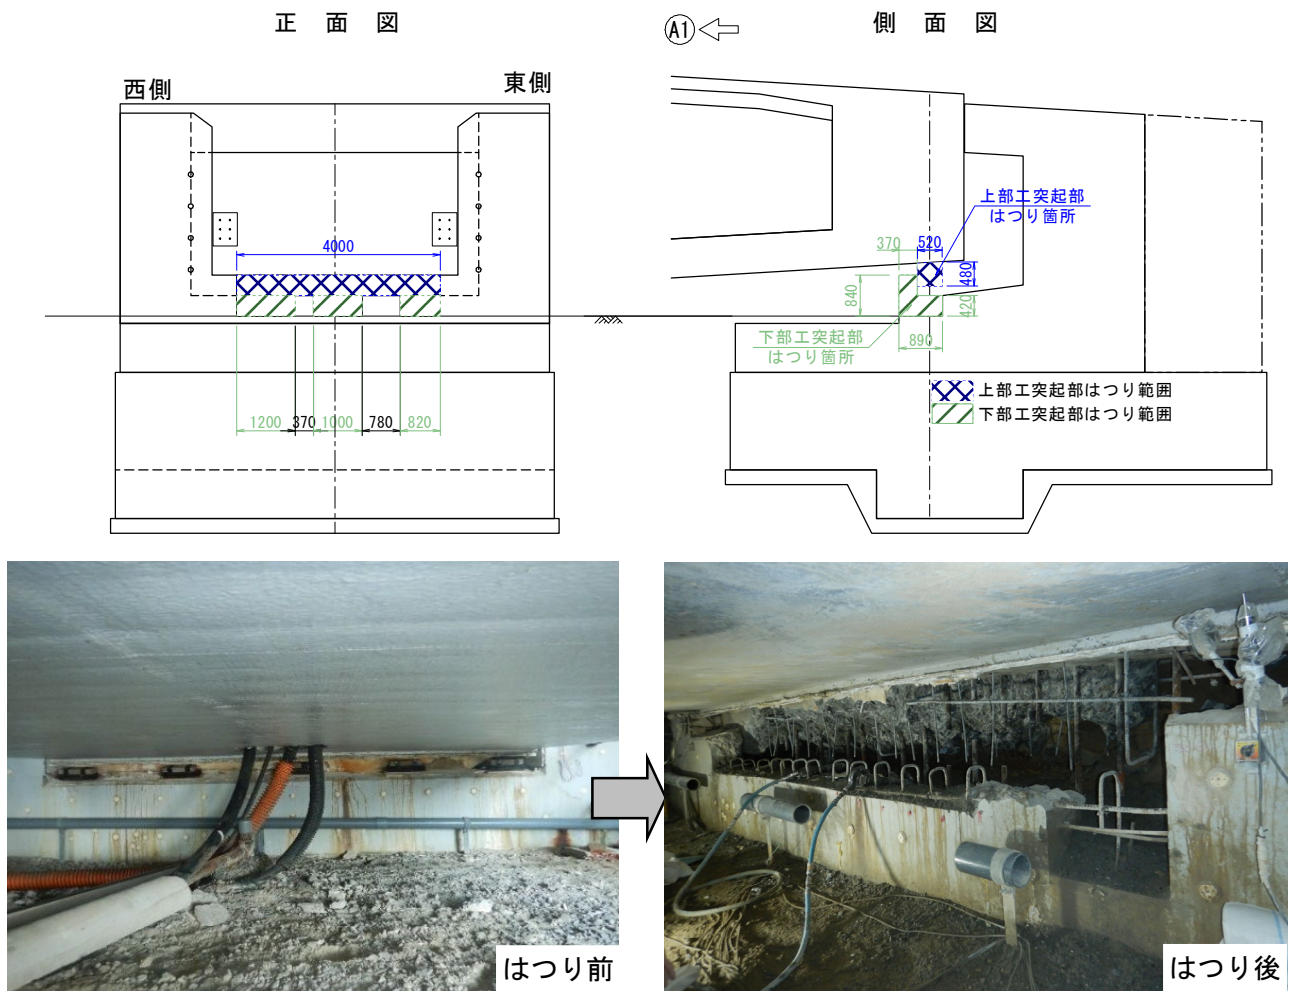 正 面 図
A1
側 面 図
西側
東側
4000
1200
370
1000
780
820
上部工突起部
はつり箇所
370
520
480
840
420
890
下部工突起部
はつり箇所
上部工突起部はつり範囲
下部工突起部はつり範囲
はつり前
はつり後